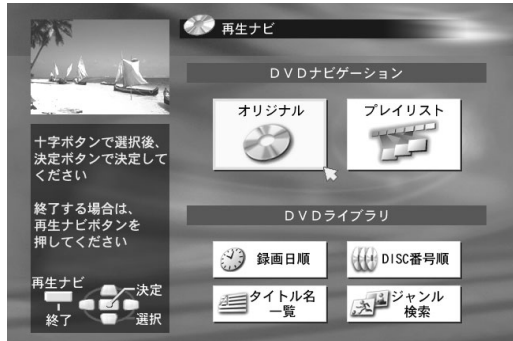 再生ナビ
DVDナビゲーション
オリジナル
プレイリスト
十字ボタンで選択後、
決定ボタンで決定して
ください
終了する場合は、
再生ナビボタンを
押してください
再生ナビ
決定
終了
選択
DVDライブラリ
録画日順
DISC番号順
タイトル名
一覧
ジャンル
検索